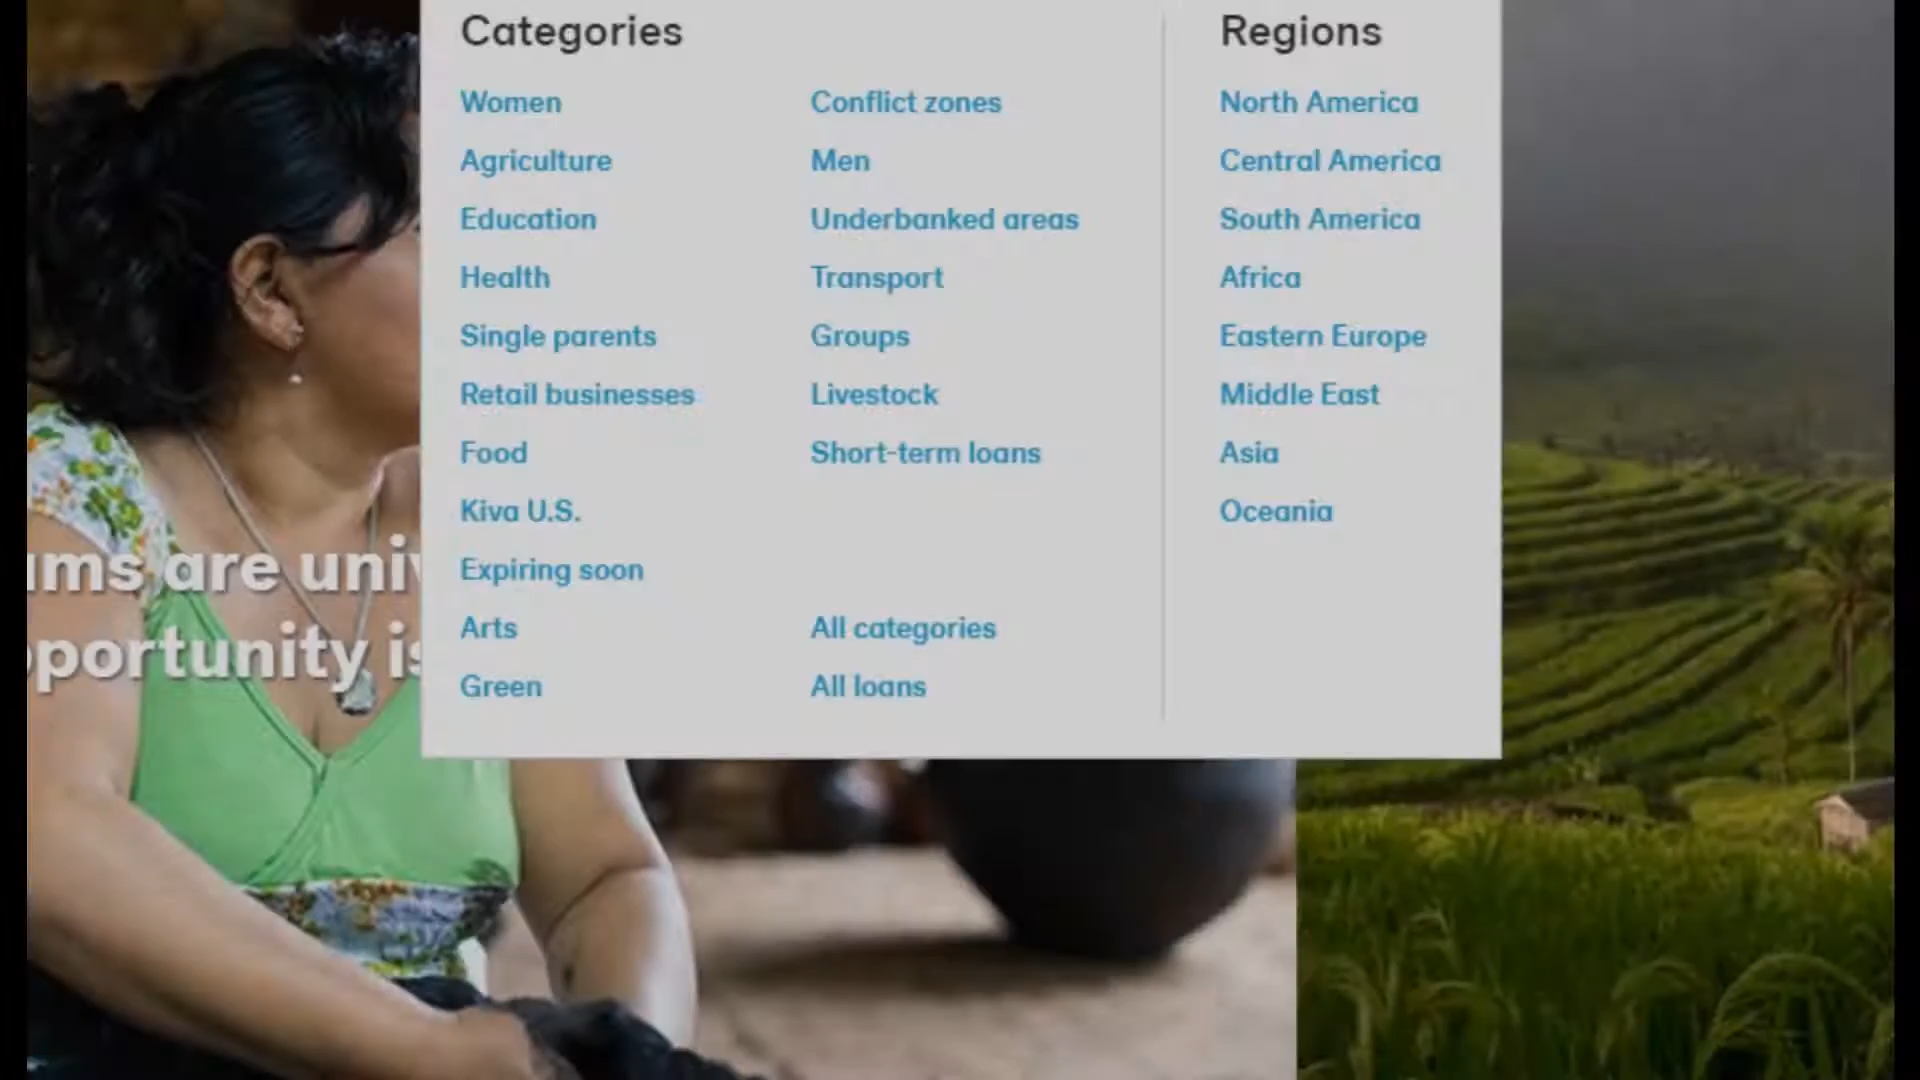 Categories
Women
Agriculture
Education
Health
Single parents
Retail businesses
Food
Kiva U.S.
Expiring soon
Arts
Green
Conflict zones
Men
Underbanked areas
Transport
Groups
Livestock
Short-term loans
All categories
All loans
Regions
North America
Central America
South America
Africa
Eastern Europe
Middle East
Asia
Oceania
are